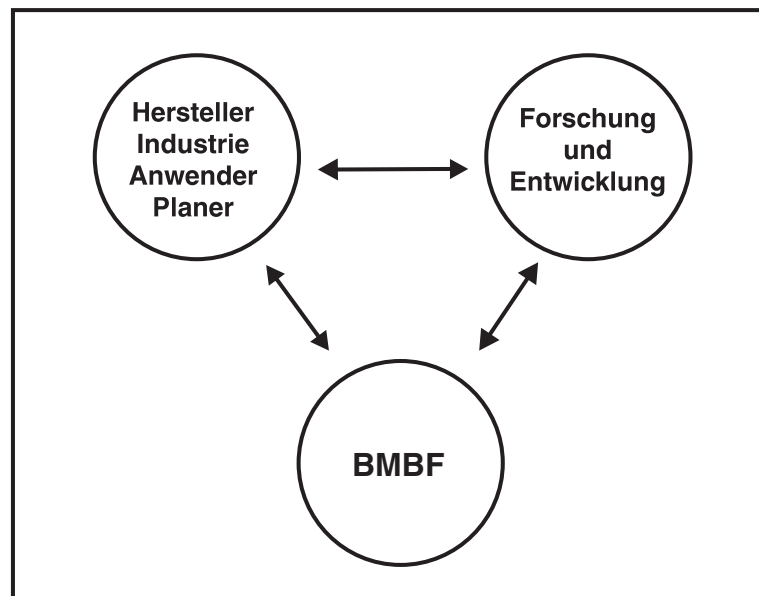 Hersteller
Industrie
Anwender
Planer
Forschung
und
Entwicklung
BMBF